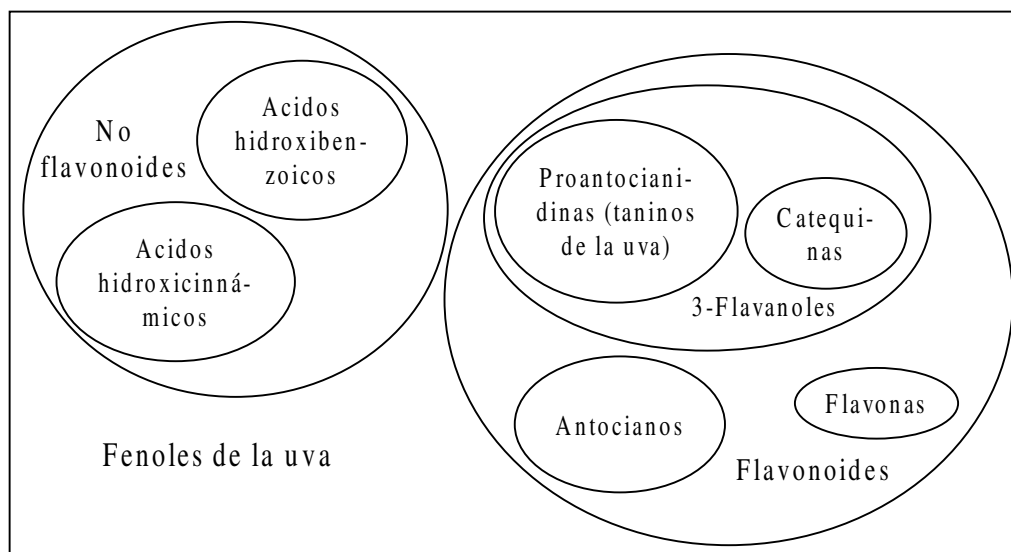 No
flavonoides
Acidos
hidroxiben-
zoicos
Acidos
hidroxicinná-
micos
Fenoles de la uva
Proantociani-
dinas (taninos
de la uva)
Catequi-
nas
3-Flavanoles
Antocianos
Flavonas
Flavonoides